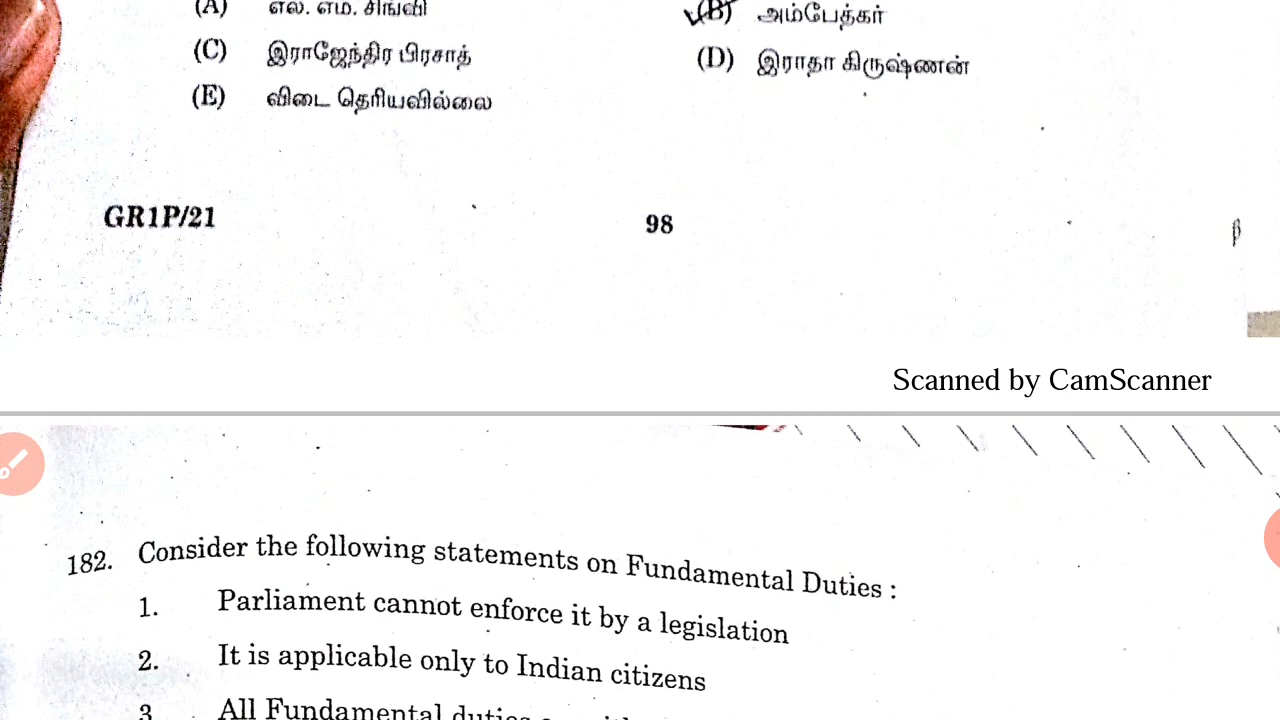 (A) எல். எம். சிங்வி
(B) அம்பேத்கர்
(C) இராஜேந்திர பிரசாத்
(D) இராதா கிருஷ்ணன்
(E) விடை தெரியவில்லை
GR1P/21
98
β
Scanned by CamScanner
182. Consider the following statements on Fundamental Duties :
1. Parliament cannot enforce it by a legislation
2. It is applicable only to Indian citizens
3. All Fundamental duties